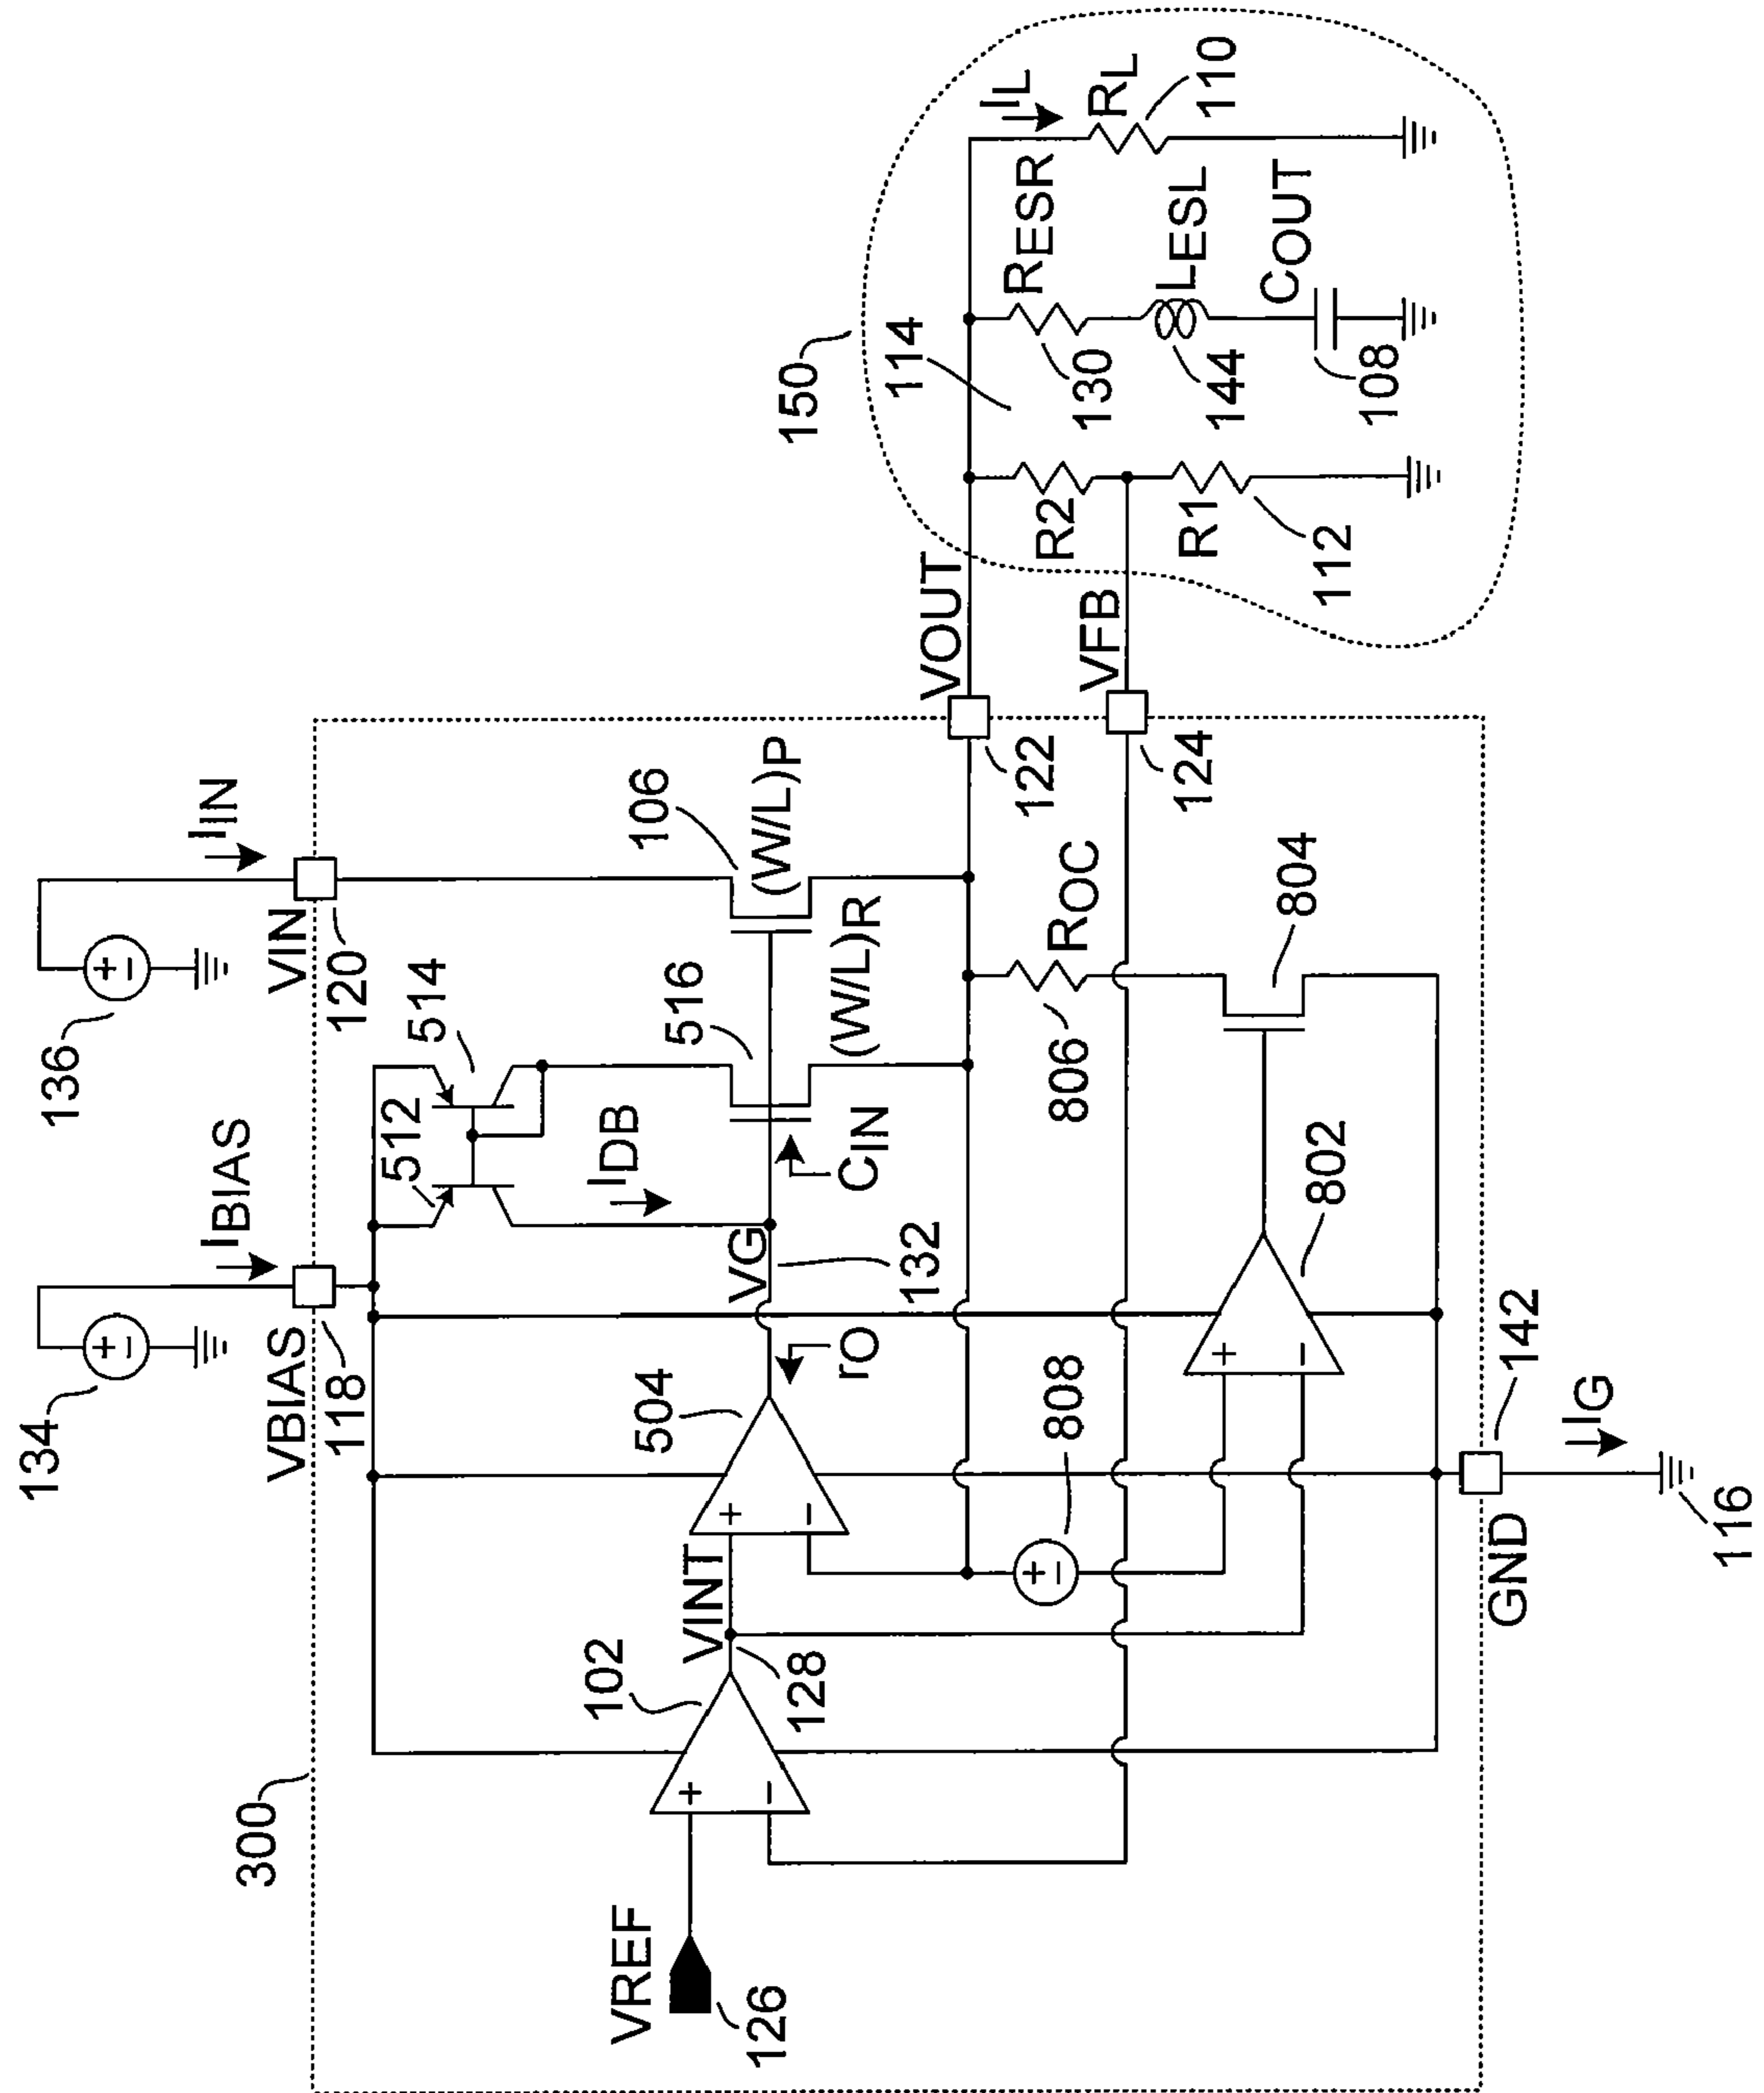 136
134
IIN
IBIAS
VIN
120
VBIAS
118
300
514
512
106
(W/L)P
516
(W/L)R
IDB
CIN
VG
132
504
rO
VINT
102
128
VREF
126
VOUT
122
VFB
124
ROC
806
804
802
808
142
GND
IG
116
150
114
IL
RL
110
RESR
130
LESL
144
COUT
108
R2
R1
112
+
−
+
−
+
−
+
−
+
−
+
−